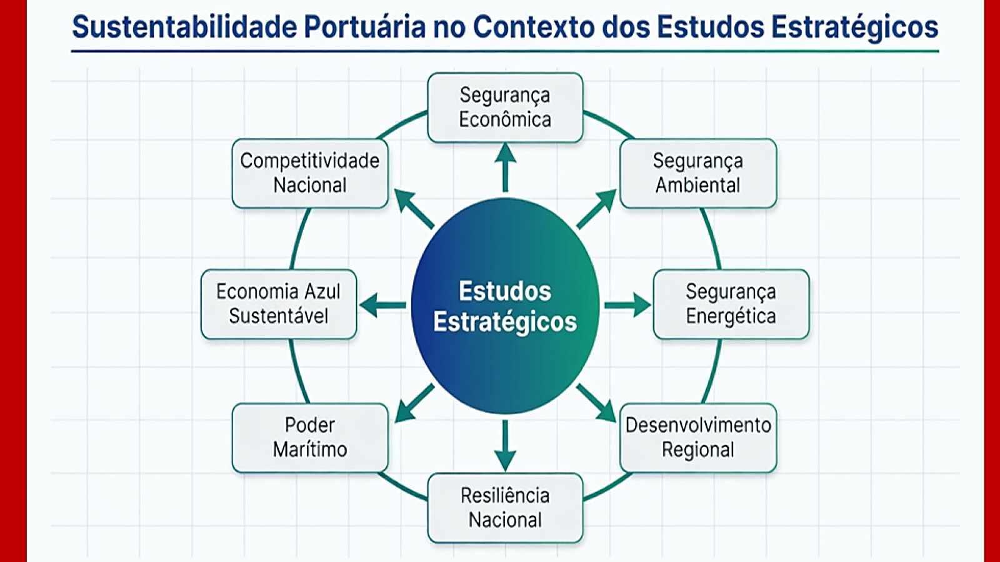 Sustentabilidade Portuária no Contexto dos Estudos Estratégicos
Segurança
Econômica
Competitividade
Nacional
Segurança
Ambiental
Economia Azul
Sustentável
Estudos
Estratégicos
Segurança
Energética
Poder
Marítimo
Desenvolvimento
Regional
Resiliência
Nacional